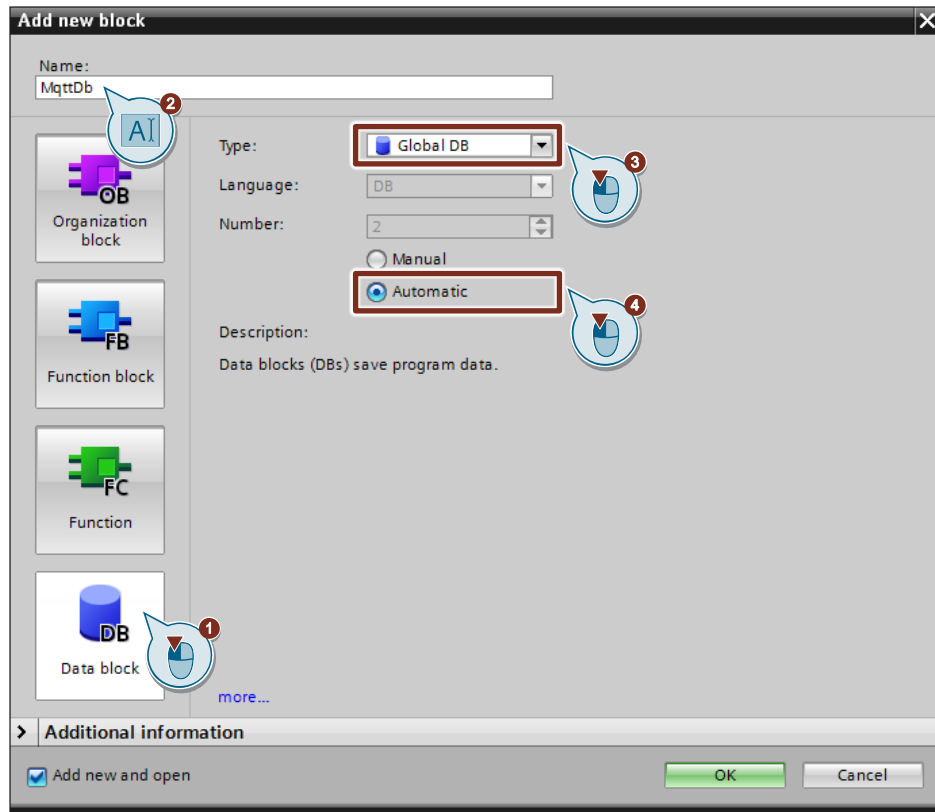 Add new block
Name:
MqttDb
2
AI
OB
Organization
block
FB
Function block
FC
Function
DB
Data block
1
Type:
Global DB
3
Language:
DB
Number:
2
Manual
Automatic
4
Description:
Data blocks (DBs) save program data.
more...
Additional information
Add new and open
OK
Cancel